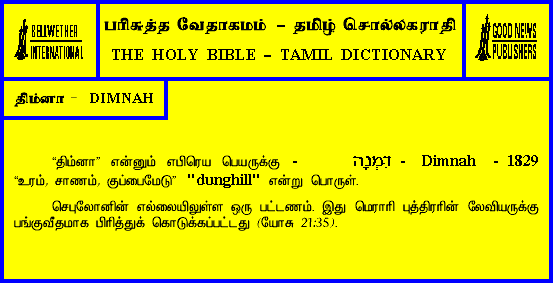 BELLWETHER
INTERNATIONAL
பரிசுத்த வேதாகமம் – தமிழ் சொல்லகராதி
THE HOLY BIBLE – TAMIL DICTIONARY
GOOD NEWS
PUBLISHERS
திம்னா – DIMNAH
“திம்னா” என்னும் எபிரெய பெயருக்கு - דִּמְנָה - Dimnah - 1829
“உரம், சாணம், குப்பைமேடு” "dunghill" என்று பொருள்.
செபுலோனின் எல்லையிலுள்ள ஒரு பட்டணம். இது மெராரி புத்திரரின் லேவியருக்கு
பங்குவீதமாக பிரித்துக் கொடுக்கப்பட்டது (யோசு 21:35).